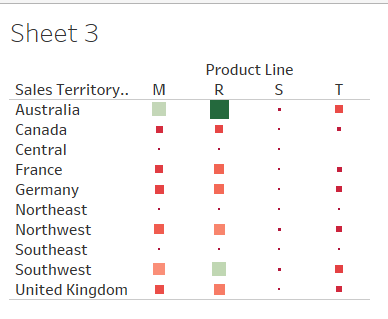 Sheet 3
Product Line
Sales Territory.. M R S T
Australia
Canada
Central
France
Germany
Northeast
Northwest
Southeast
Southwest
United Kingdom